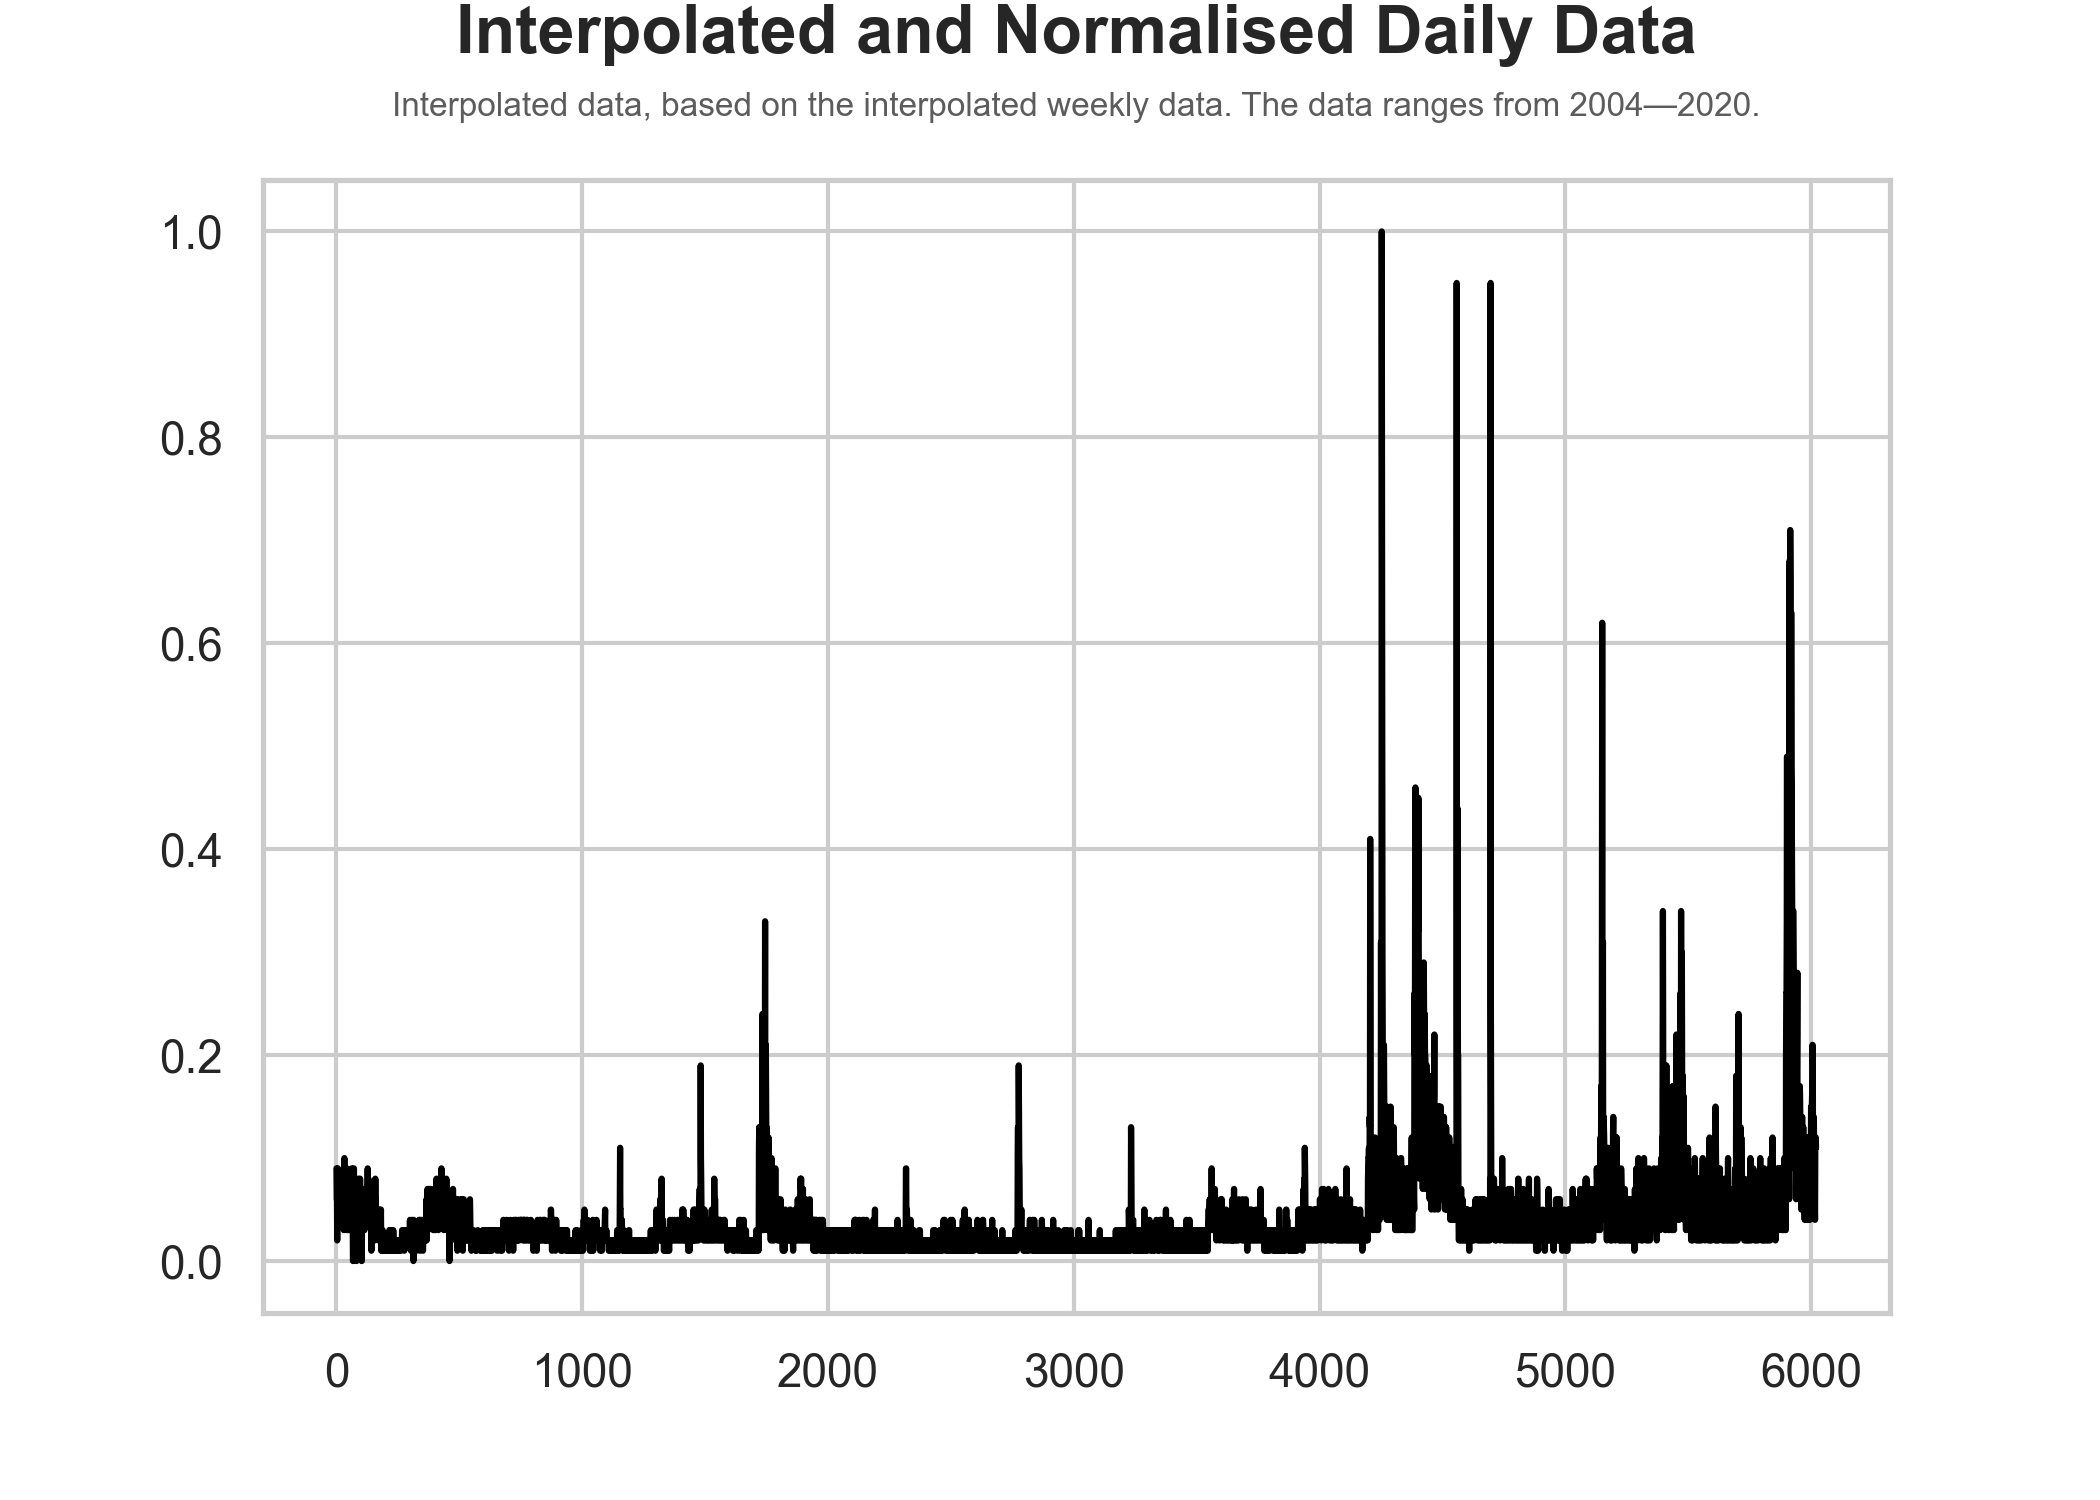 Interpolated and Normalised Daily Data
Interpolated data, based on the interpolated weekly data. The data ranges from 2004—2020.
1.0
0.8
0.6
0.4
0.2
0.0
0 1000 2000 3000 4000 5000 6000